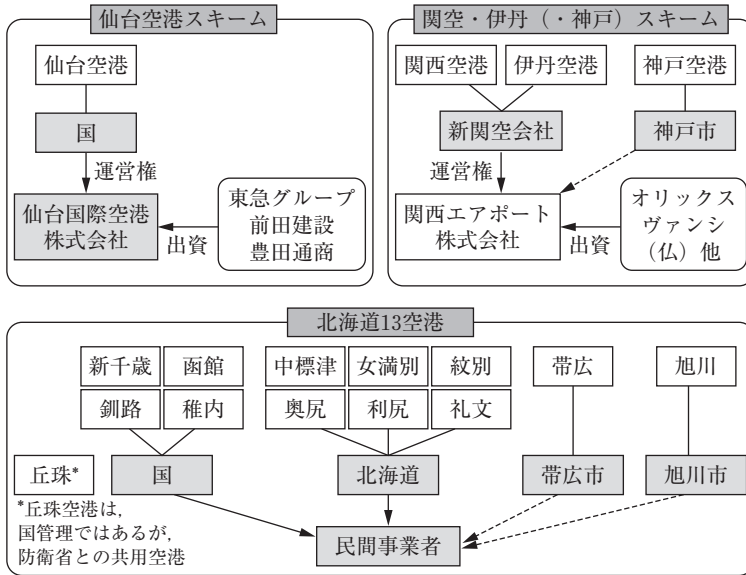 仙台空港スキーム
仙台空港
国
運営権
仙台国際空港
株式会社
出資
東急グループ
前田建設
豊田通商
関空・伊丹（・神戸）スキーム
関西空港
伊丹空港
神戸空港
新関空会社
神戸市
運営権
関西エアポート
株式会社
出資
オリックス
ヴァンシ
（仏）他
北海道13空港
新千歳
函館
釧路
稚内
中標津
女満別
紋別
奥尻
利尻
礼文
帯広
旭川
丘珠*
国
北海道
帯広市
旭川市
*丘珠空港は，
国管理ではあるが，
防衛省との共用空港
民間事業者